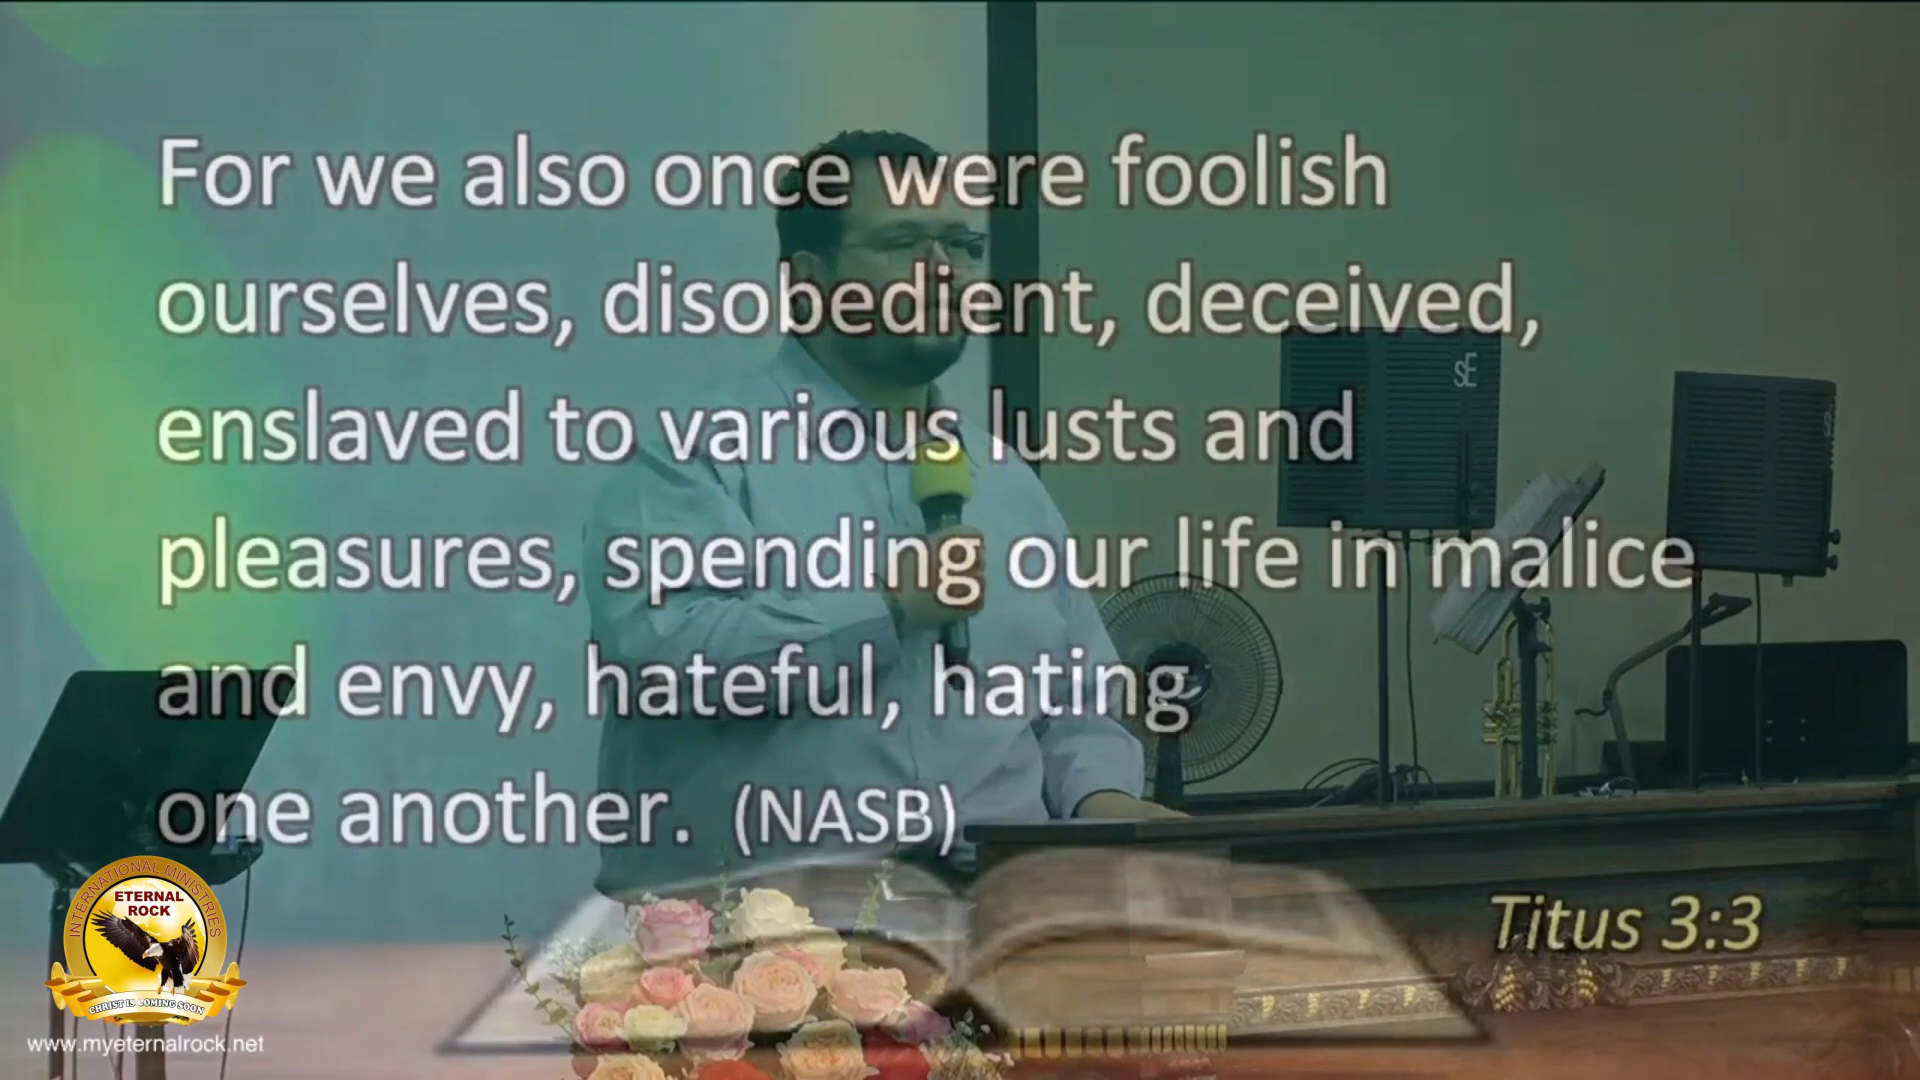 For we also once were foolish
ourselves, disobedient, deceived,
enslaved to various lusts and
pleasures, spending our life in malice
and envy, hateful, hating
one another. (NASB)
Titus 3:3
sE
INTERNATIONAL MINISTRIES
ETERNAL
ROCK
CHRIST IS COMING SOON
www.myeternalrock.net